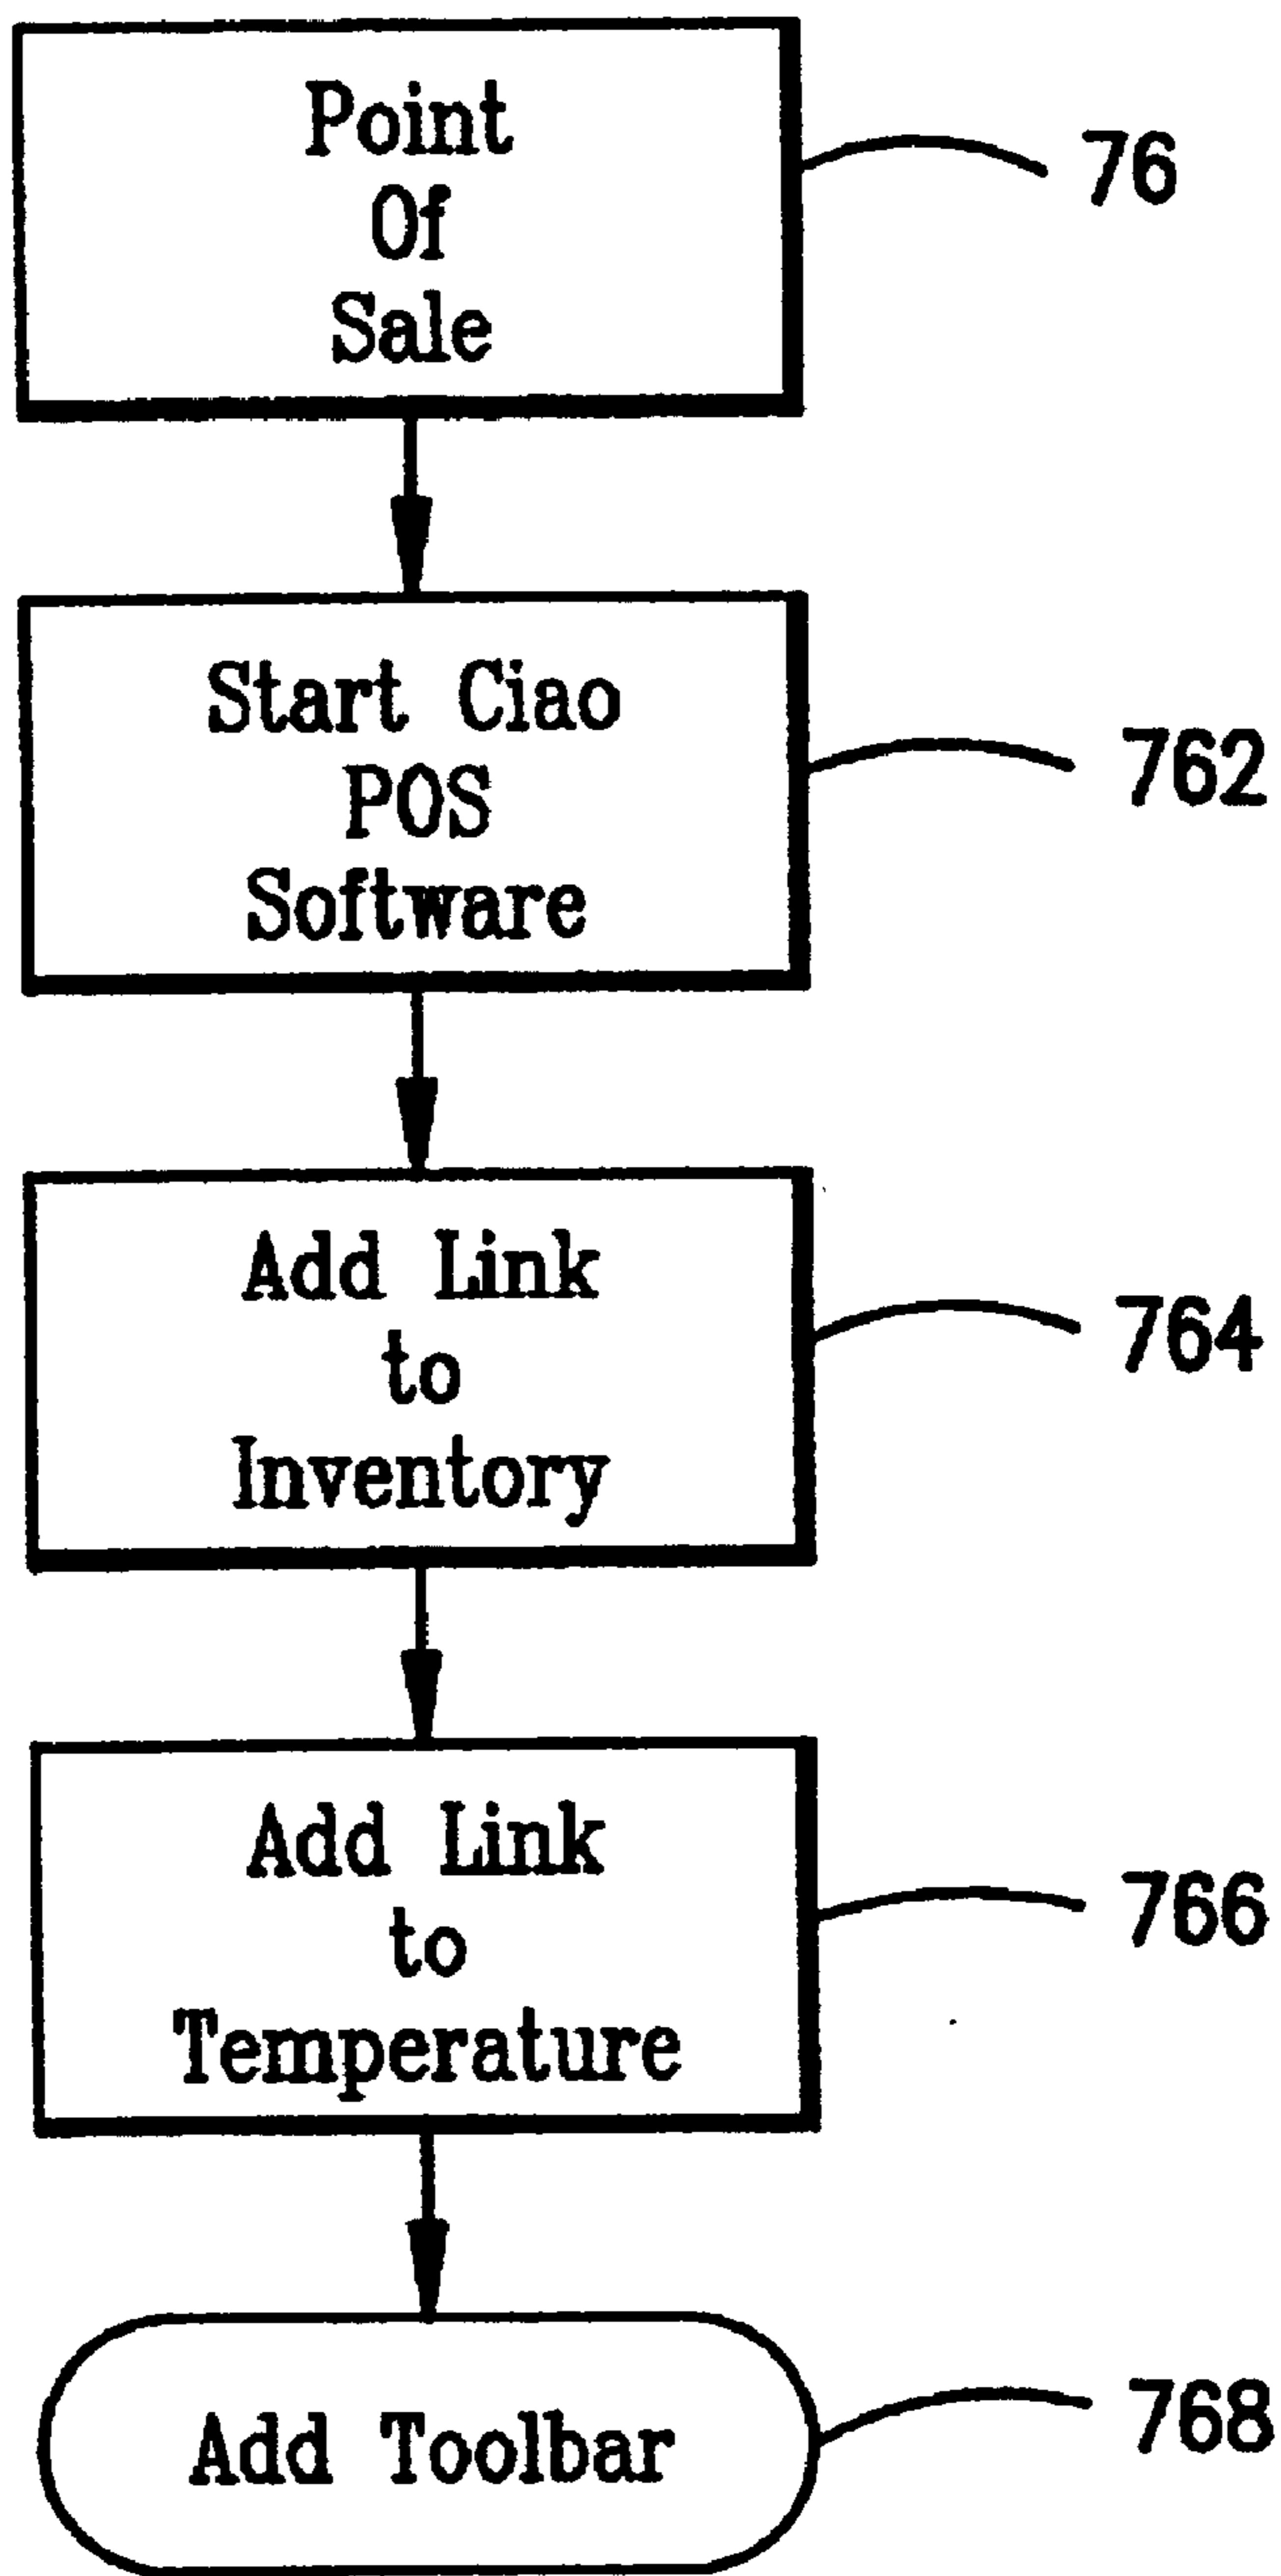 Point
Of
Sale
76
Start Ciao
POS
Software
762
Add Link
to
Inventory
764
Add Link
to
Temperature
766
Add Toolbar
768